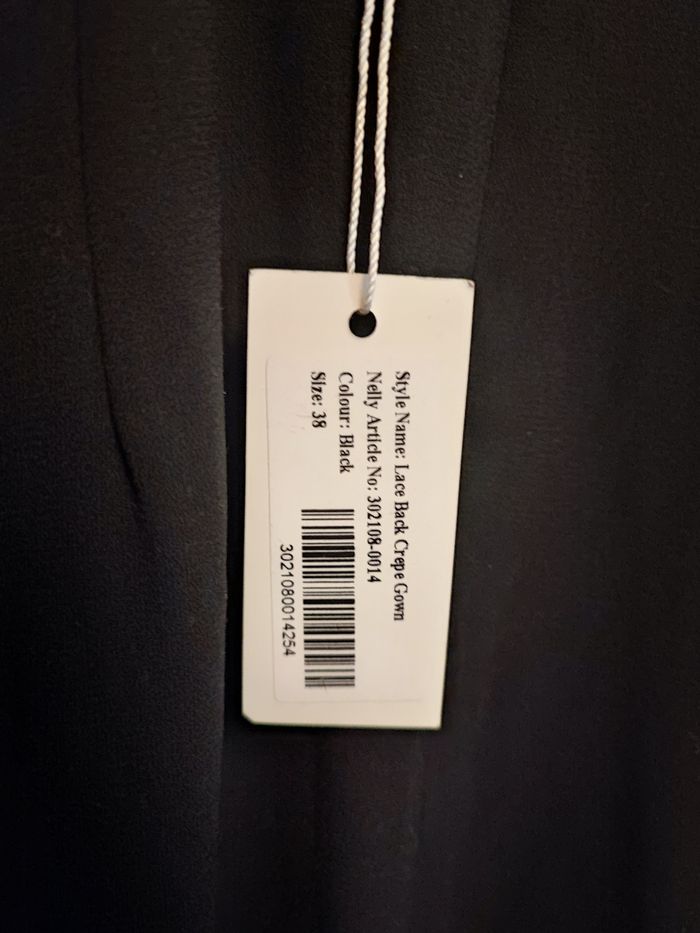 Style Name: Lace Back Crepe Gown
Nelly Article No: 302108-0014
Colour: Black
Size: 38
3021080014254